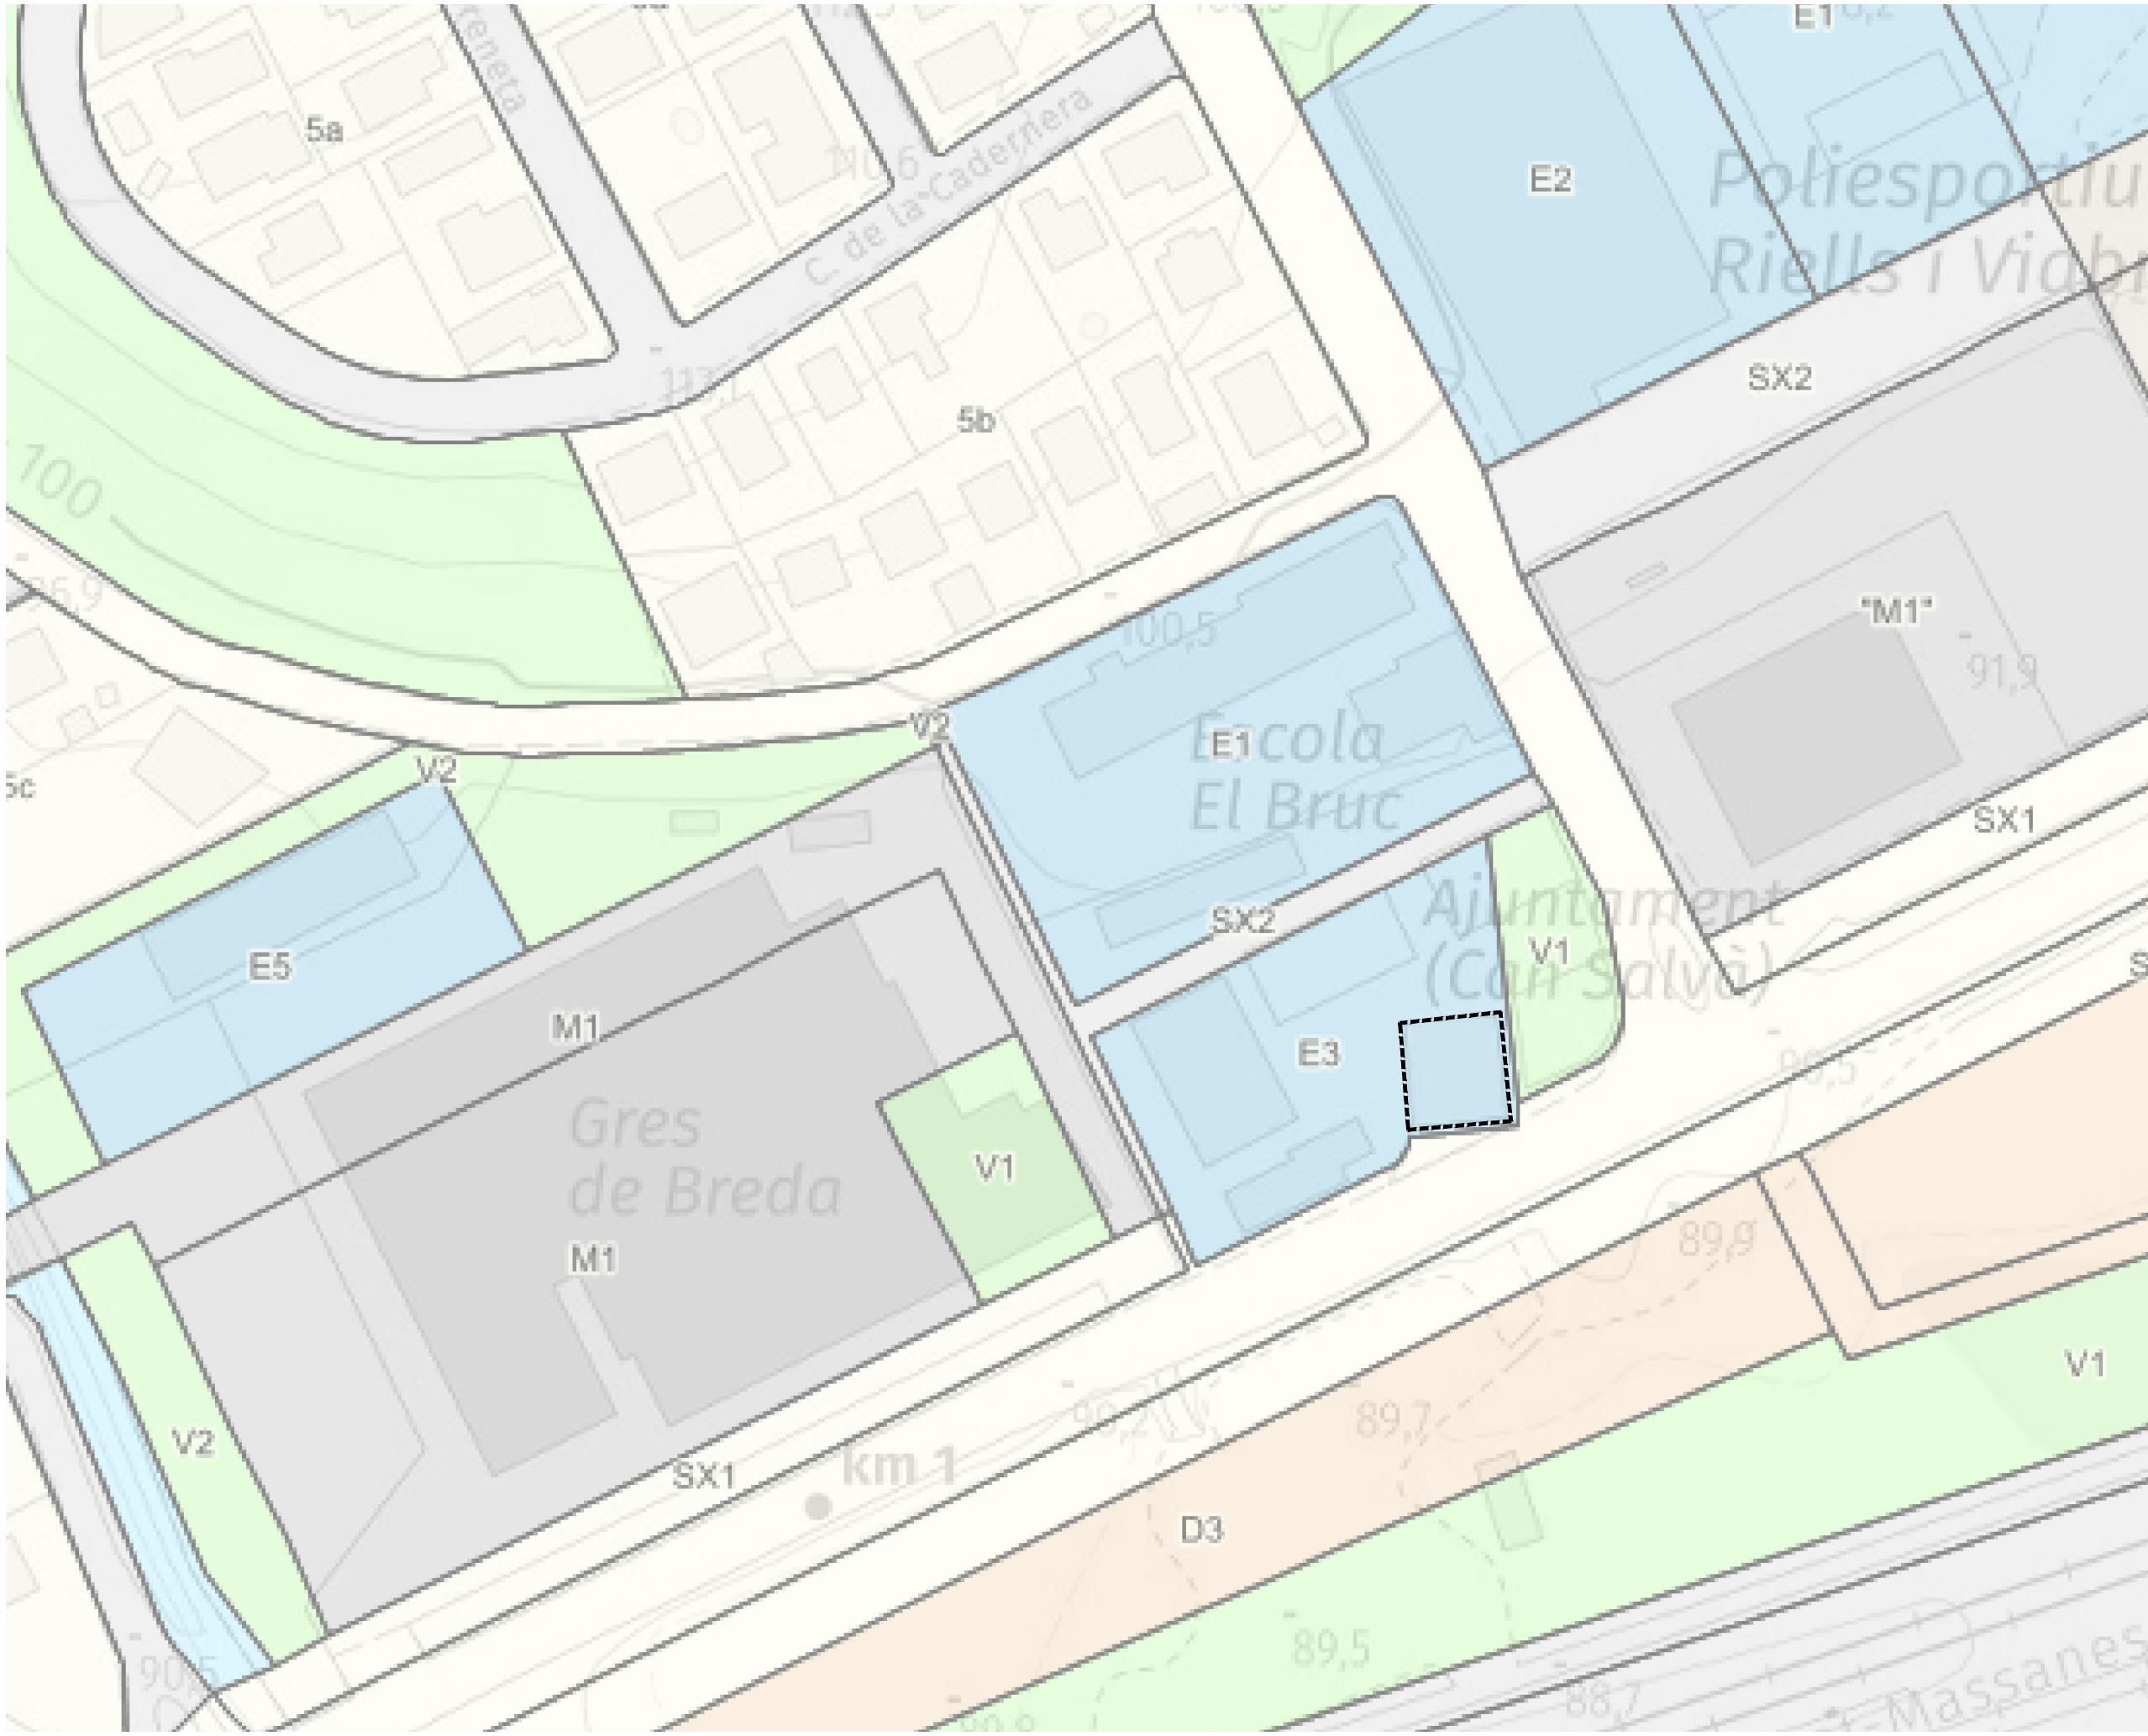 E1
5a
E2
Poliesportiu
C. de la Cadernera
SX2
5b
100
"M1"
100,5
91,9
V2
V2
5c
E1
Escola
El Bruc
SX1
SX2
Ajuntament
(Can Salvà)
V1
E5
M1
E3
Gres
de Breda
V1
M1
89,9
V1
V2
89,7
SX1
km 1
D3
89,5
90,5
88,7
Massanes